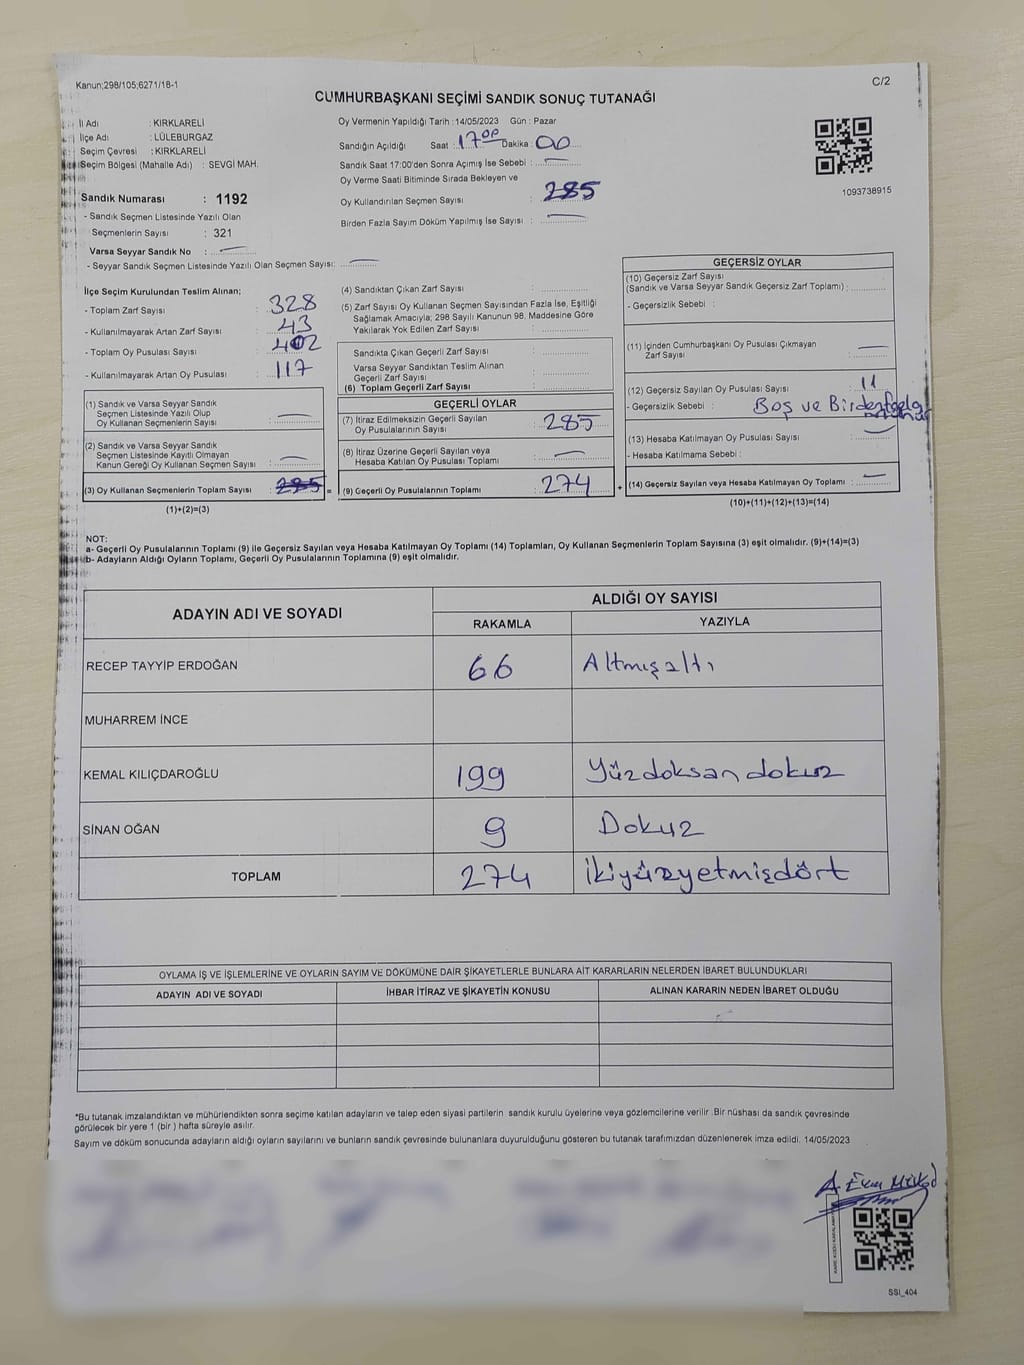 Kanun;298/105;6271/18-1
C/2
CUMHURBAŞKANI SEÇİMİ SANDIK SONUÇ TUTANAĞI
İl Adı : KIRKLARELİ
İlçe Adı : LÜLEBURGAZ
Seçim Çevresi : KIRKLARELİ
Seçim Bölgesi (Mahalle Adı) : SEVGİ MAH.
Sandık Numarası : 1192
- Sandık Seçmen Listesinde Yazılı Olan
Seçmenlerin Sayısı : 321
Varsa Seyyar Sandık No :
- Seyyar Sandık Seçmen Listesinde Yazılı Olan Seçmen Sayısı:
Oy Vermenin Yapıldığı Tarih :14/05/2023 Gün : Pazar
Sandığın Açıldığı Saat : 17 Dakika : 00
Sandık Saat 17:00'den Sonra Açımış İse Sebebi :
Oy Verme Saati Bitiminde Sırada Bekleyen ve
Oy Kullandırılan Seçmen Sayısı : 285
Birden Fazla Sayım Döküm Yapılmış İse Sayısı :
1093738915
İlçe Seçim Kurulundan Teslim Alınan;
- Toplam Zarf Sayısı : 328
- Kullanılmayarak Artan Zarf Sayısı : 43
- Toplam Oy Pusulası Sayısı : 402
- Kullanılmayarak Artan Oy Pusulası : 117
(1) Sandık ve Varsa Seyyar Sandık
Seçmen Listesinde Yazılı Olup
Oy Kullanan Seçmenlerin Sayısı :
(2) Sandık ve Varsa Seyyar Sandık
Seçmen Listesinde Kayıtlı Olmayan
Kanun Gereği Oy Kullanan Seçmen Sayısı :
(3) Oy Kullanan Seçmenlerin Toplam Sayısı : 285 =
(1)+(2)=(3)
(4) Sandıktan Çıkan Zarf Sayısı :
(5) Zarf Sayısı Oy Kullanan Seçmen Sayısından Fazla İse, Eşitliği
Sağlamak Amacıyla; 298 Sayılı Kanunun 98. Maddesine Göre
Yakılarak Yok Edilen Zarf Sayısı :
Sandıkta Çıkan Geçerli Zarf Sayısı :
Varsa Seyyar Sandıktan Teslim Alınan
Geçerli Zarf Sayısı :
(6) Toplam Geçerli Zarf Sayısı :
GEÇERLİ OYLAR
(7) İtiraz Edilmeksizin Geçerli Sayılan
Oy Pusulalarının Sayısı : 285
(8) İtiraz Üzerine Geçerli Sayılan veya
Hesaba Katılan Oy Pusulası Toplamı :
(9) Geçerli Oy Pusulalarının Toplamı : 274 +
GEÇERSİZ OYLAR
(10) Geçersiz Zarf Sayısı
(Sandık ve Varsa Seyyar Sandık Geçersiz Zarf Toplamı) :
- Geçersizlik Sebebi :
(11) İçinden Cumhurbaşkanı Oy Pusulası Çıkmayan
Zarf Sayısı :
(12) Geçersiz Sayılan Oy Pusulası Sayısı : 11
- Geçersizlik Sebebi : Boş ve Birden fazla
(13) Hesaba Katılmayan Oy Pusulası Sayısı :
- Hesaba Katılmama Sebebi :
(14) Geçersiz Sayılan veya Hesaba Katılmayan Oy Toplamı :
(10)+(11)+(12)+(13)=(14)
NOT:
a- Geçerli Oy Pusulalarının Toplamı (9) ile Geçersiz Sayılan veya Hesaba Katılmayan Oy Toplamı (14) Toplamları, Oy Kullanan Seçmenlerin Toplam Sayısına (3) eşit olmalıdır. (9)+(14)=(3)
b- Adayların Aldığı Oyların Toplamı, Geçerli Oy Pusulalarının Toplamına (9) eşit olmalıdır.
ADAYIN ADI VE SOYADI
ALDIĞI OY SAYISI
RAKAMLA YAZIYLA
RECEP TAYYİP ERDOĞAN 66 Altmışaltı
MUHARREM İNCE
KEMAL KILIÇDAROĞLU 199 Yüzdoksandokuz
SİNAN OĞAN 9 Dokuz
TOPLAM 274 İkiyüzyetmişdört
OYLAMA İŞ VE İŞLEMLERİNE VE OYLARIN SAYIM VE DÖKÜMÜNE DAİR ŞİKAYETLERLE BUNLARA AİT KARARLARIN NELERDEN İBARET BULUNDUKLARI
ADAYIN ADI VE SOYADI İHBAR İTİRAZ VE ŞİKAYETİN KONUSU ALINAN KARARIN NEDEN İBARET OLDUĞU
*Bu tutanak imzalandıktan ve mühürlendikten sonra seçime katılan adayların ve talep eden siyasi partilerin sandık kurulu üyelerine veya gözlemcilerine verilir .Bir nüshası da sandık çevresinde
görülecek bir yere 1 (bir ) hafta süreyle asılır.
Sayım ve döküm sonucunda adayların aldığı oyların sayılarını ve bunların sandık çevresinde bulunanlara duyurulduğunu gösteren bu tutanak tarafımızdan düzenlenerek imza edildi. 14/05/2023
SSI_404